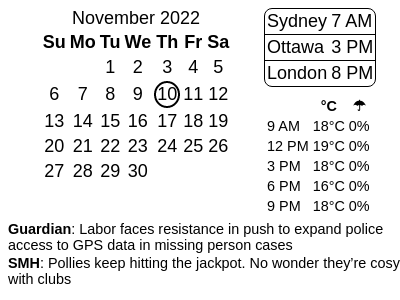 November 2022
Su Mo Tu We Th Fr Sa
1 2 3 4 5
6 7 8 9 10 11 12
13 14 15 16 17 18 19
20 21 22 23 24 25 26
27 28 29 30
Sydney 7 AM
Ottawa 3 PM
London 8 PM
°C ☂
9 AM 18°C 0%
12 PM 19°C 0%
3 PM 18°C 0%
6 PM 16°C 0%
9 PM 18°C 0%
Guardian: Labor faces resistance in push to expand police
access to GPS data in missing person cases
SMH: Pollies keep hitting the jackpot. No wonder they’re cosy
with clubs